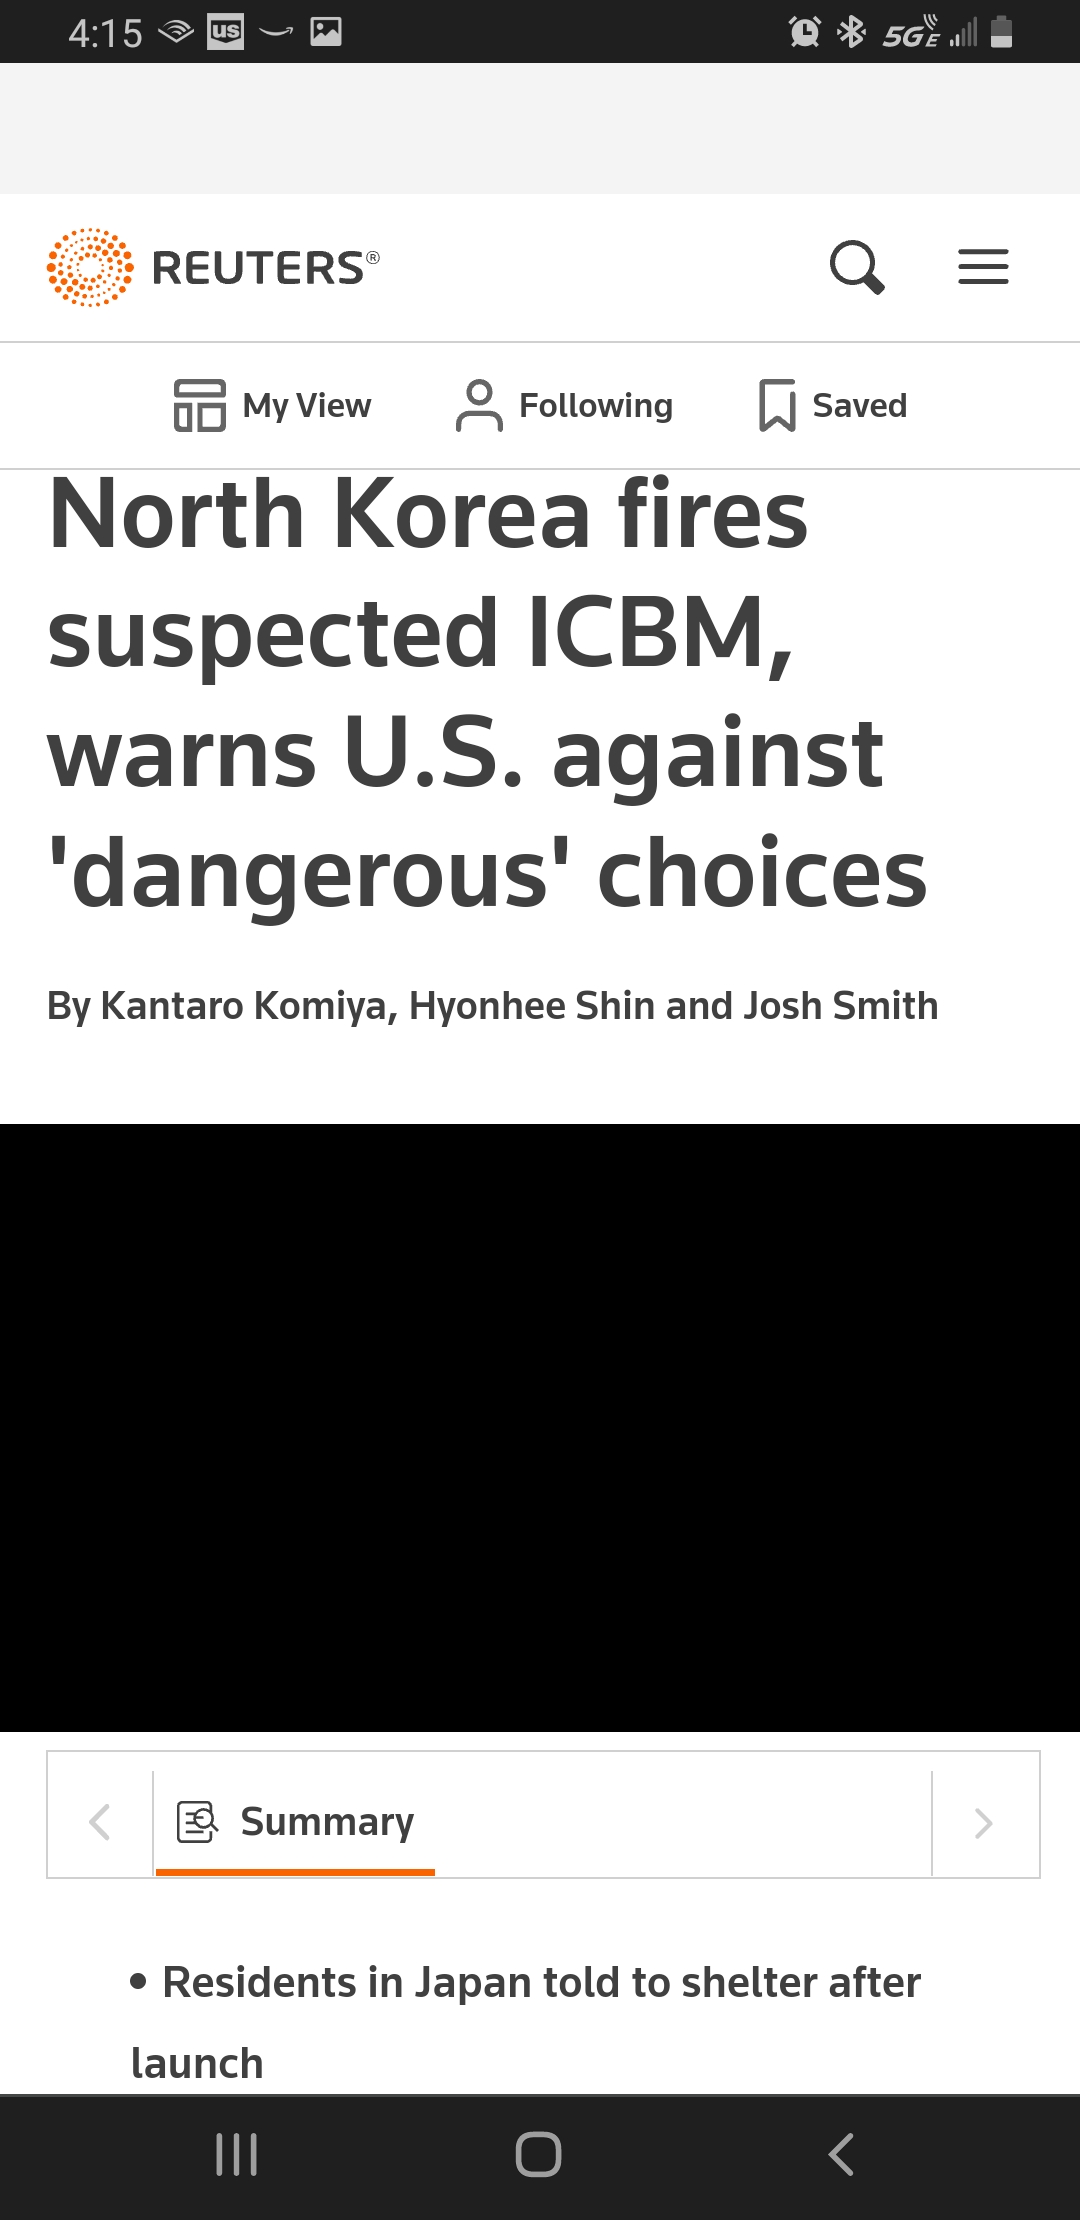 4:15 us 5GE
REUTERS®
My View Following Saved
North Korea fires
suspected ICBM,
warns U.S. against
'dangerous' choices
By Kantaro Komiya, Hyonhee Shin and Josh Smith
Summary
• Residents in Japan told to shelter after
launch